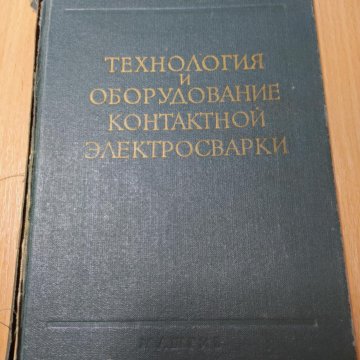 ТЕХНОЛОГИЯ
И
ОБОРУДОВАНИЕ
КОНТАКТНОЙ
ЭЛЕКТРОСВАРКИ